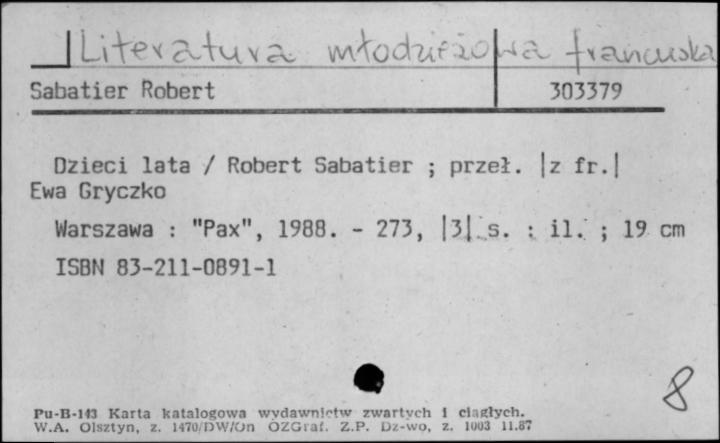 Literatura młodzieżowa francuska
Sabatier Robert 303379
Dzieci lata / Robert Sabatier ; przeł. |z fr.|
Ewa Gryczko
Warszawa : "Pax", 1988. - 273, |3| s. : il. ; 19 cm
ISBN 83-211-0891-1
8
Pu-B-143 Karta katalogowa wydawnictw zwartych i ciągłych.
W.A. Olsztyn, z. 1470/DW/On OZGraf. Z.P. Dz-wo, z. 1003 11.87